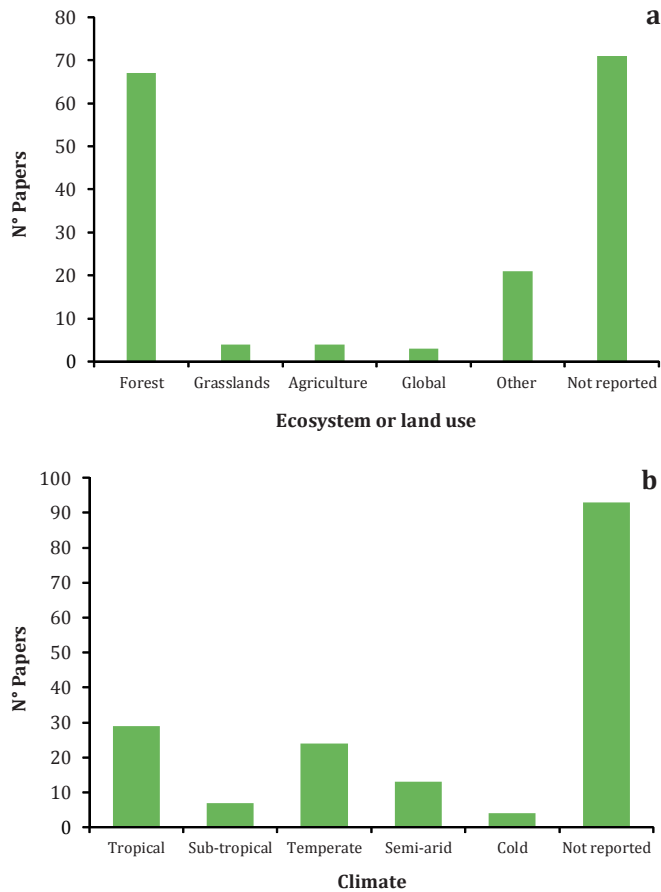 a
80
70
60
50
40
30
20
10
0
N° Papers
Forest Grasslands Agriculture Global Other Not reported
Ecosystem or land use
b
100
90
80
70
60
50
40
30
20
10
0
N° Papers
Tropical Sub-tropical Temperate Semi-arid Cold Not reported
Climate